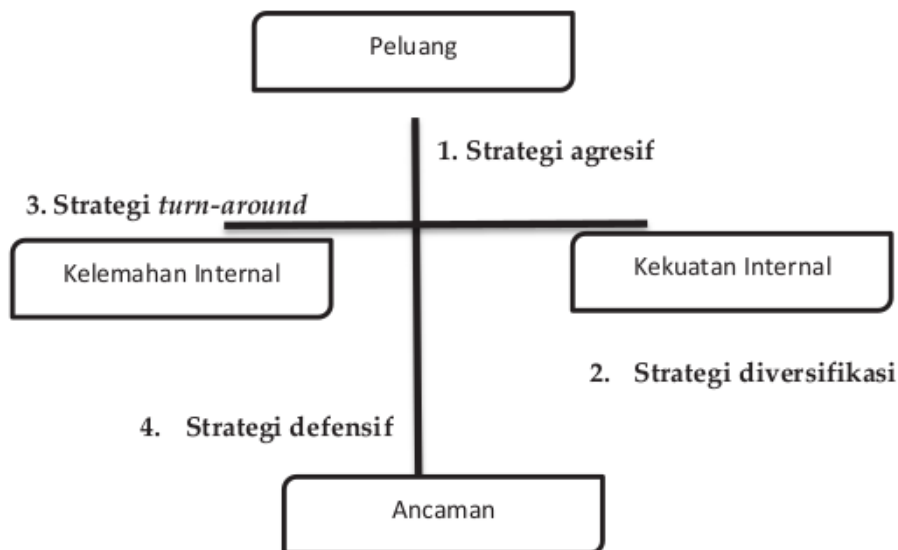 Peluang
1. Strategi agresif
3. Strategi turn-around
Kelemahan Internal
Kekuatan Internal
2. Strategi diversifikasi
4. Strategi defensif
Ancaman